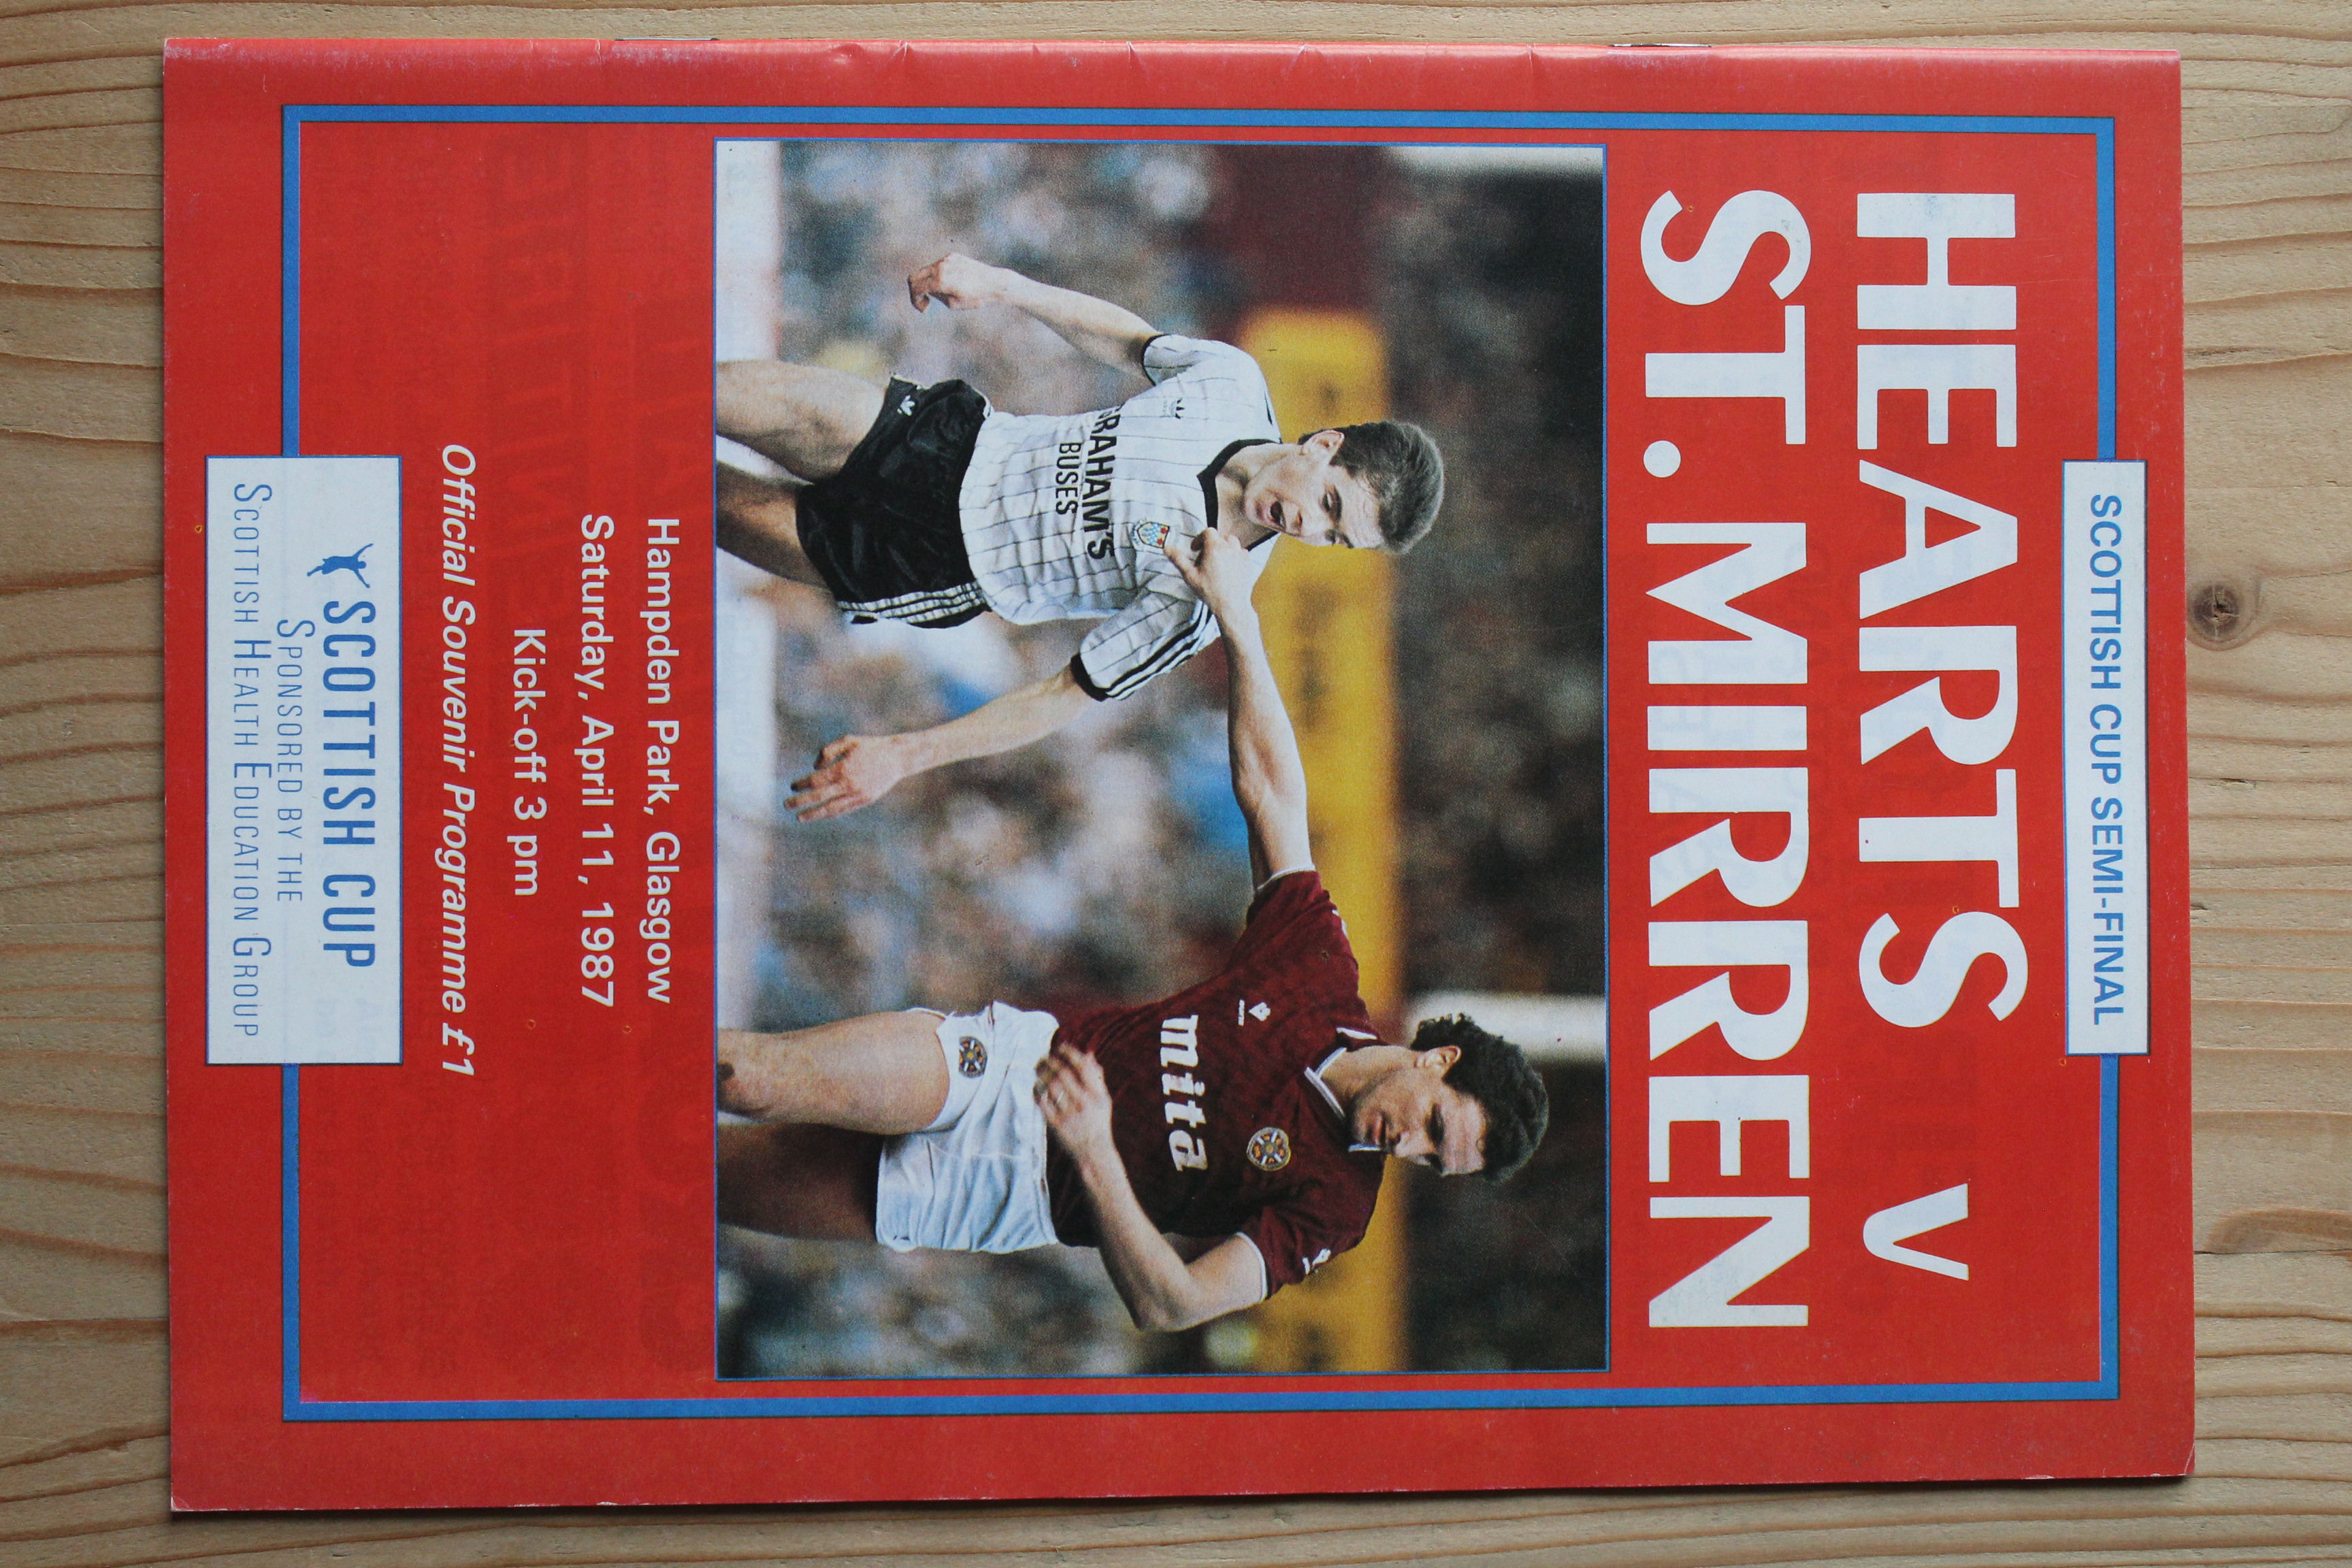 SCOTTISH CUP SEMI-FINAL
HEARTS v
ST. MIRREN
GRAHAM'S
BUSES
mita
Hampden Park, Glasgow
Saturday, April 11, 1987
Kick-off 3 pm
Official Souvenir Programme £1
SCOTTISH CUP
SPONSORED BY THE
SCOTTISH HEALTH EDUCATION GROUP